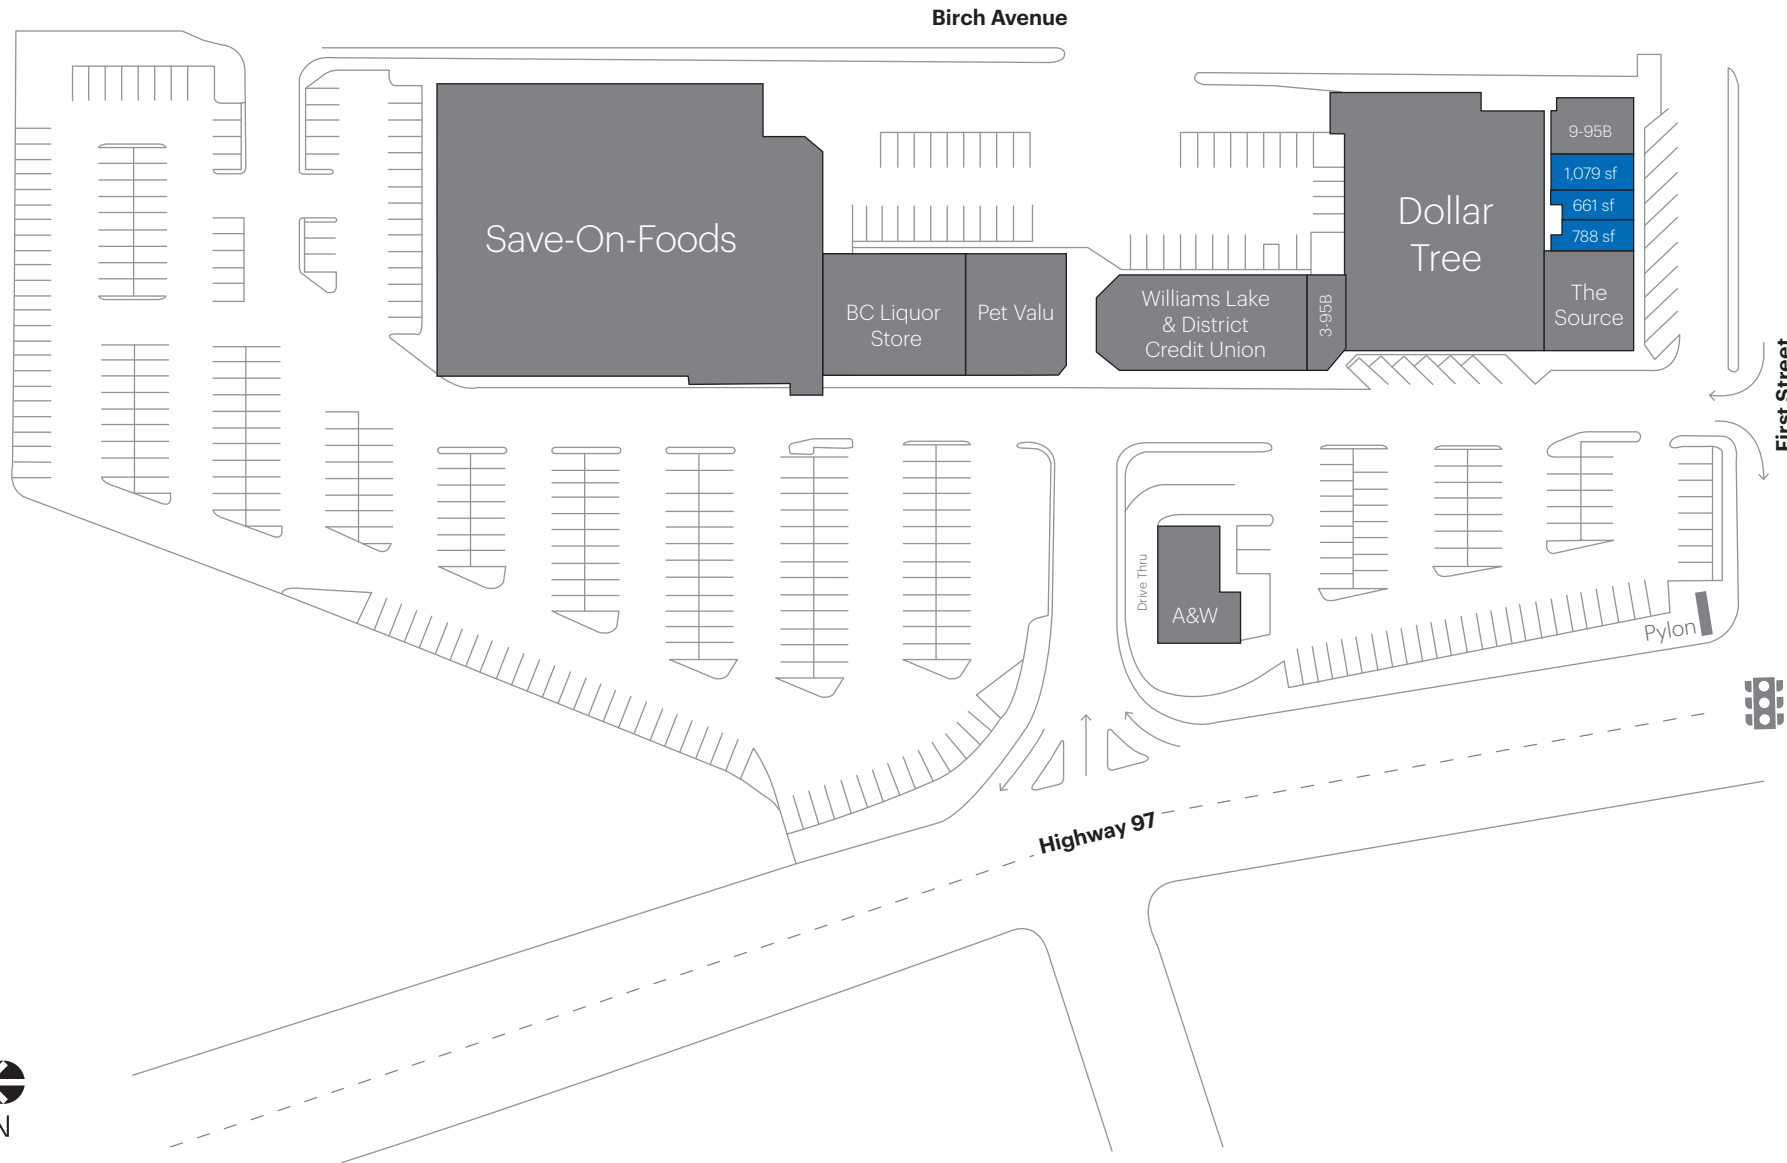 Birch Avenue
Save-On-Foods
BC Liquor
Store
Pet Valu
Williams Lake
& District
Credit Union
3-95B
Dollar
Tree
9-95B
1,079 sf
661 sf
788 sf
The
Source
First Street
Drive Thru
A&W
Pylon
Highway 97
N